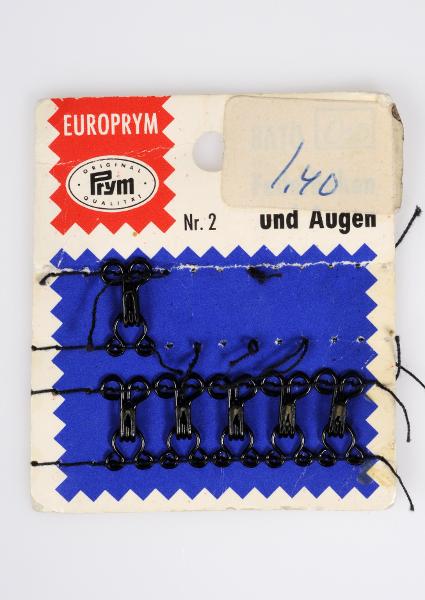 EUROPRYM
ORIGINAL
Prym
QUALITÄT
1,40
Nr. 2
und Augen